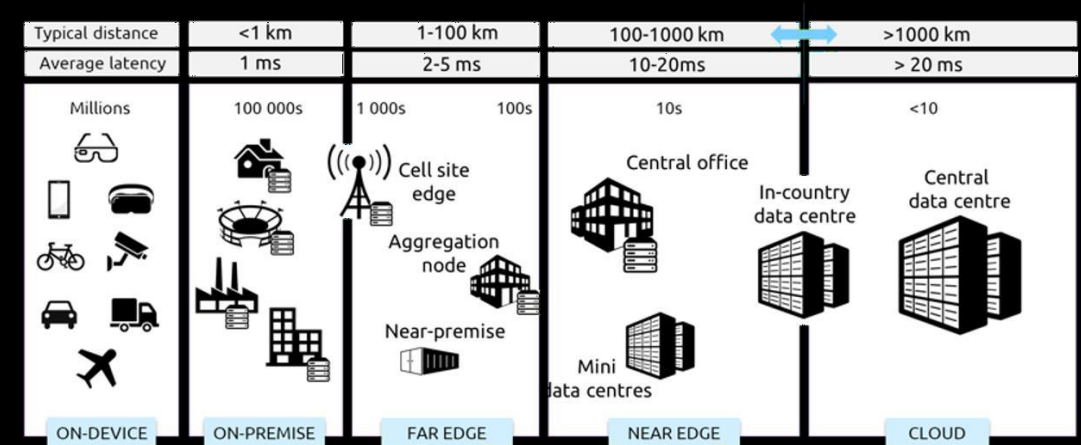 Typical distance <1 km 1-100 km 100-1000 km >1000 km
Average latency 1 ms 2-5 ms 10-20ms > 20 ms
Millions 100 000s 1 000s 100s 10s <10
Cell site
edge
Aggregation
node
Near-premise
Central office
Mini
data centres
In-country
data centre
Central
data centre
ON-DEVICE ON-PREMISE FAR EDGE NEAR EDGE CLOUD